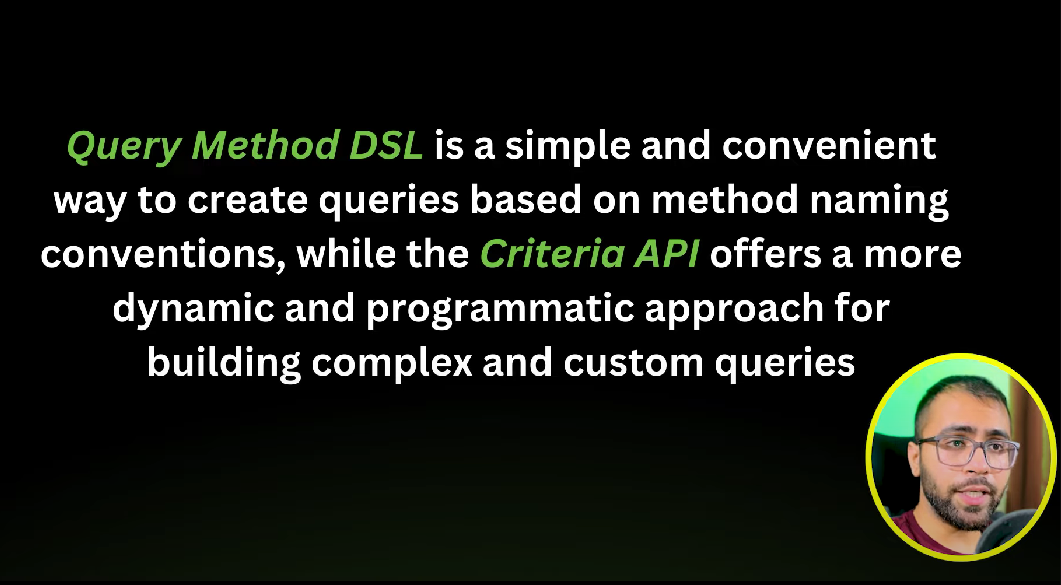 Query Method DSL is a simple and convenient
way to create queries based on method naming
conventions, while the Criteria API offers a more
dynamic and programmatic approach for
building complex and custom queries